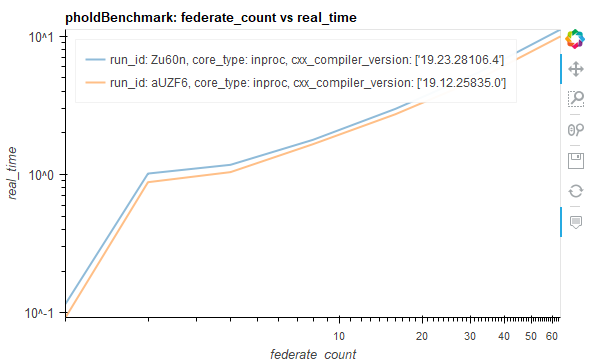 pholdBenchmark: federate_count vs real_time
10^1
run_id: Zu60n, core_type: inproc, cxx_compiler_version: ['19.23.28106.4']
run_id: aUZF6, core_type: inproc, cxx_compiler_version: ['19.12.25835.0']
10^0
real_time
10^-1
10 20 30 40 50 60
federate_count